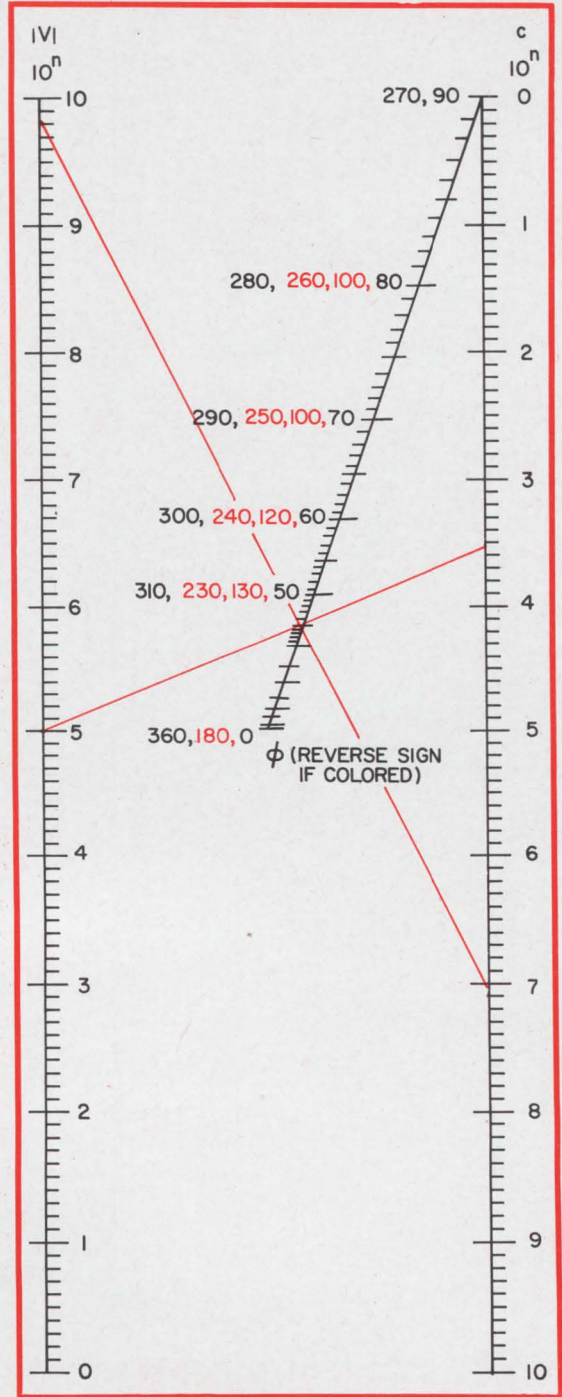 |V| c
10ⁿ 10ⁿ
10 270, 90 0
9 1
280, 260,100, 80
8 2
290, 250,100, 70
7 3
300, 240,120, 60
310, 230,130, 50
6 4
360,180, 0 5 5
ϕ (REVERSE SIGN
IF COLORED)
4 6
3 7
2 8
1 9
0 10